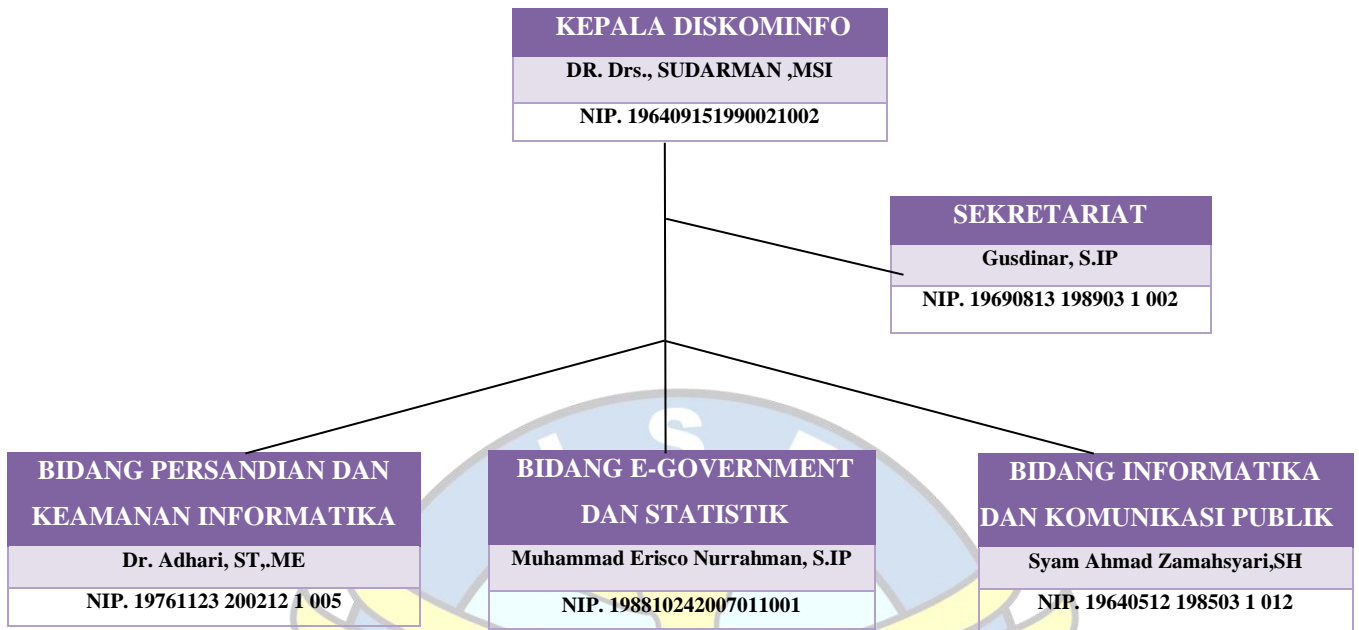 KEPALA DISKOMINFO
DR. Drs., SUDARMAN ,MSI
NIP. 196409151990021002
SEKRETARIAT
Gusdinar, S.IP
NIP. 19690813 198903 1 002
BIDANG PERSANDIAN DAN
KEAMANAN INFORMATIKA
Dr. Adhari, ST,.ME
NIP. 19761123 200212 1 005
BIDANG E-GOVERNMENT
DAN STATISTIK
Muhammad Erisco Nurrahman, S.IP
NIP. 198810242007011001
BIDANG INFORMATIKA
DAN KOMUNIKASI PUBLIK
Syam Ahmad Zamahsyari,SH
NIP. 19640512 198503 1 012